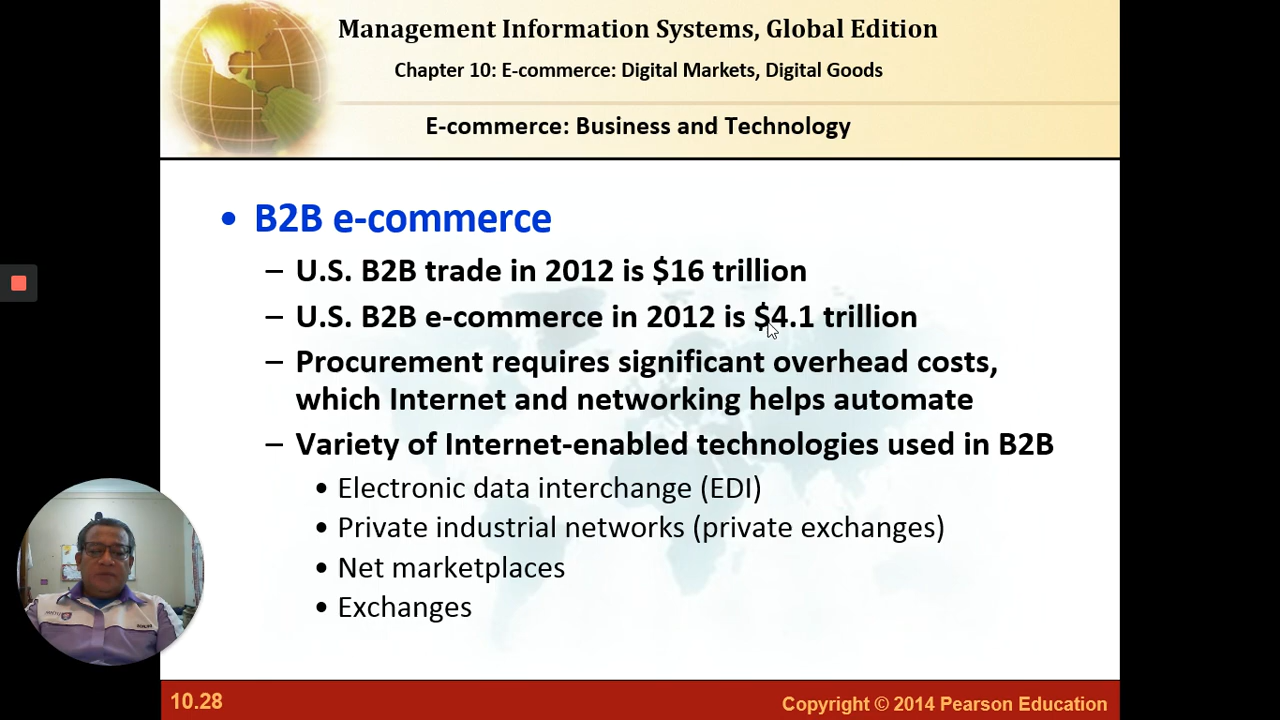 Management Information Systems, Global Edition
Chapter 10: E-commerce: Digital Markets, Digital Goods
E-commerce: Business and Technology
• B2B e-commerce
– U.S. B2B trade in 2012 is $16 trillion
– U.S. B2B e-commerce in 2012 is $4.1 trillion
– Procurement requires significant overhead costs,
which Internet and networking helps automate
– Variety of Internet-enabled technologies used in B2B
• Electronic data interchange (EDI)
• Private industrial networks (private exchanges)
• Net marketplaces
• Exchanges
10.28
Copyright © 2014 Pearson Education